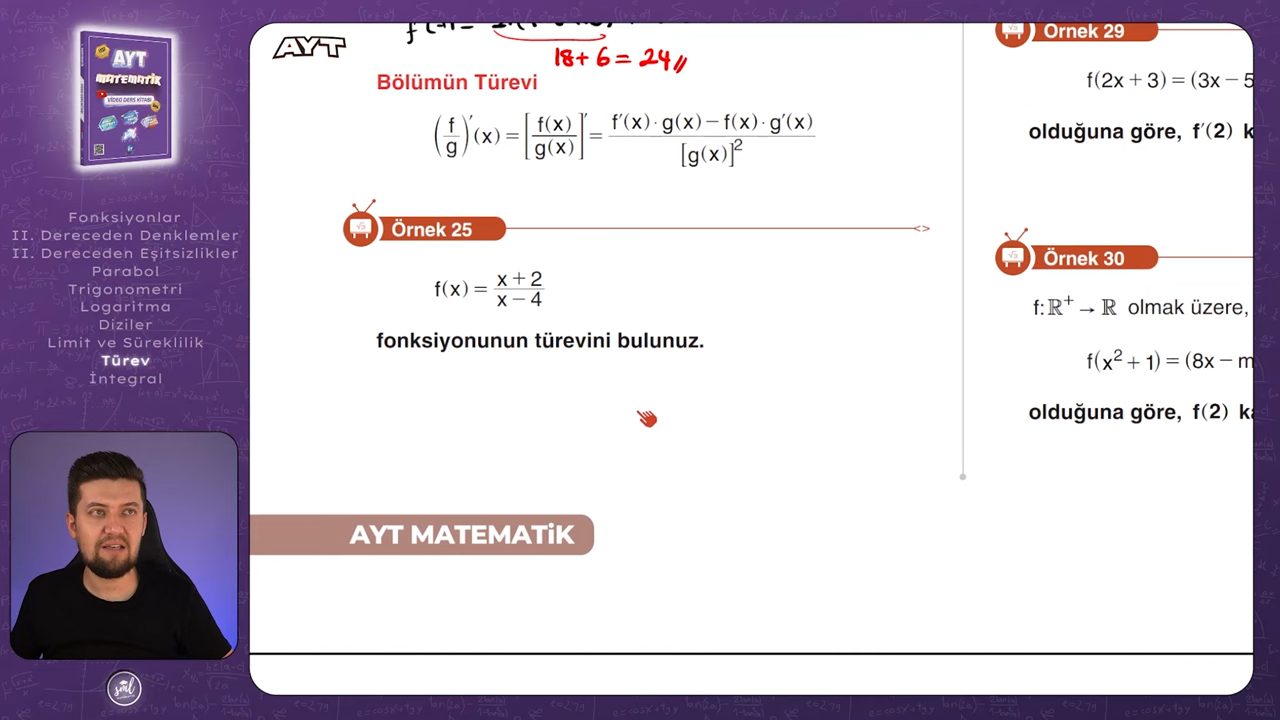 AYT
MATEMATİK
VİDEO DERS KİTABI
Fonksiyonlar
II. Dereceden Denklemler
II. Dereceden Eşitsizlikler
Parabol
Trigonometri
Logaritma
Diziler
Limit ve Süreklilik
Türev
İntegral
sml
AYT
18 + 6 = 24
Bölümün Türevi
(f/g)′(x) = [f(x)/g(x)]′ = f′(x) · g(x) − f(x) · g′(x) / [g(x)]²
Örnek 25
f(x) = x + 2 / x − 4
fonksiyonunun türevini bulunuz.
AYT MATEMATİK
Örnek 29
f(2x + 3) = (3x − 5
olduğuna göre, f′(2) k
Örnek 30
f: ℝ⁺ → ℝ olmak üzere,
f(x² + 1) = (8x − m
olduğuna göre, f(2) ka